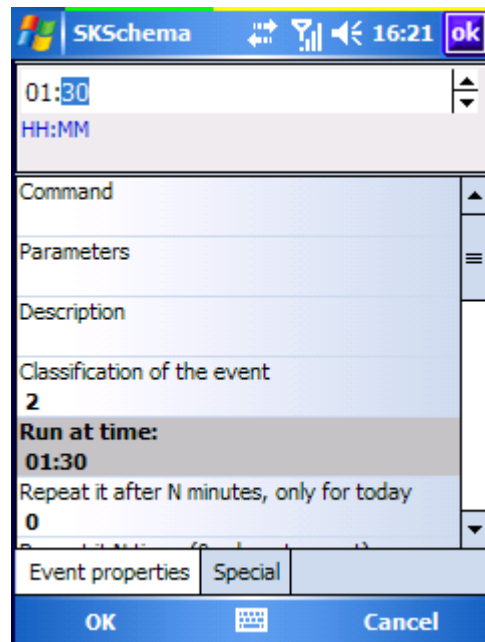 SKSchema 16:21 ok
01:30
HH:MM
Command
Parameters
Description
Classification of the event
2
Run at time:
01:30
Repeat it after N minutes, only for today
0
Event properties Special
OK Cancel